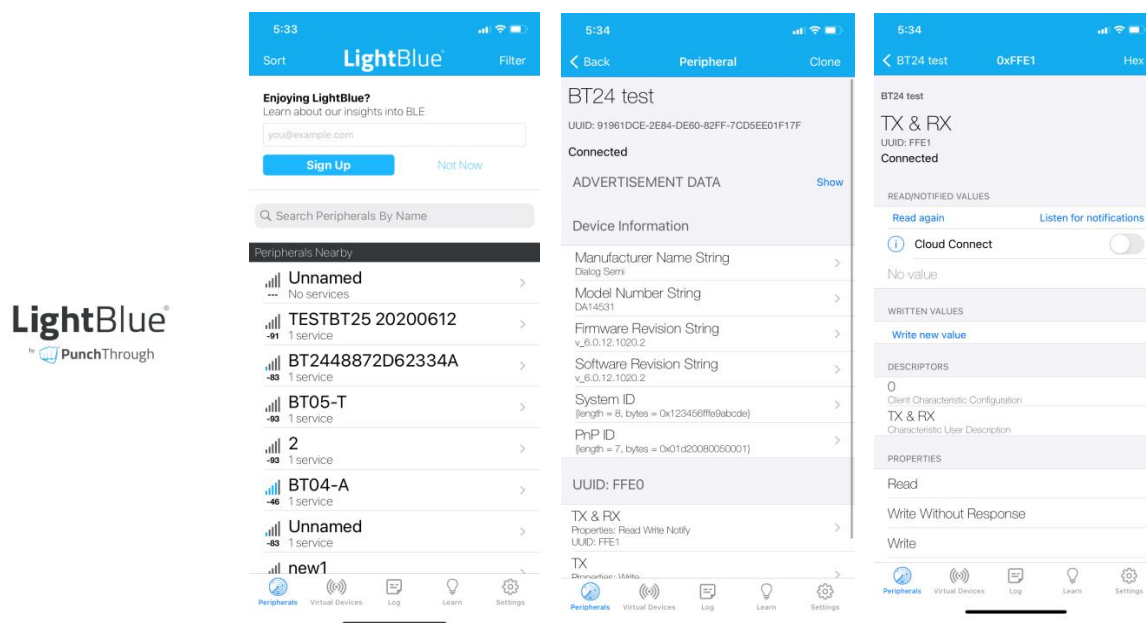 LightBlue®
by PunchThrough
5:33
Sort LightBlue® Filter
Enjoying LightBlue?
Learn about our insights into BLE
you@example.com
Sign Up Not Now
Search Peripherals By Name
Peripherals Nearby
Unnamed
--- No services
TESTBT25 20200612
-91 1 service
BT2448872D62334A
-83 1 service
BT05-T
-93 1 service
2
-93 1 service
BT04-A
-46 1 service
Unnamed
-83 1 service
new1
Peripherals Virtual Devices Log Learn Settings
5:34
Back Peripheral Clone
BT24 test
UUID: 91961DCE-2E84-DE60-82FF-7CD5EE01F17F
Connected
ADVERTISEMENT DATA Show
Device Information
Manufacturer Name String
Dialog Semi
Model Number String
DA14531
Firmware Revision String
v_6.0.12.1020.2
Software Revision String
v_6.0.12.1020.2
System ID
{length = 8, bytes = 0x123456fffe9abcde}
PnP ID
{length = 7, bytes = 0x01d20080050001}
UUID: FFE0
TX & RX
Properties: Read Write Notify
UUID: FFE1
TX
Properties: Write
Peripherals Virtual Devices Log Learn Settings
5:34
BT24 test 0xFFE1 Hex
BT24 test
TX & RX
UUID: FFE1
Connected
READ/NOTIFIED VALUES
Read again Listen for notifications
Cloud Connect
No value
WRITTEN VALUES
Write new value
DESCRIPTORS
0
Client Characteristic Configuration
TX & RX
Characteristic User Description
PROPERTIES
Read
Write Without Response
Write
Peripherals Virtual Devices Log Learn Settings